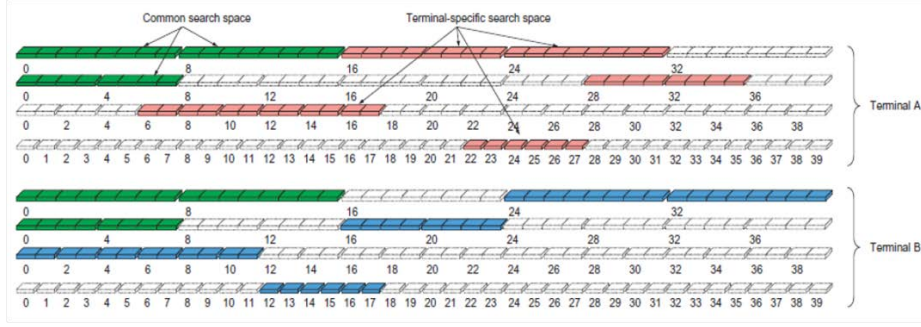 Common search space Terminal-specific search space
0 8 16 24 32
0 4 8 12 16 20 24 28 32 36
0 2 4 6 8 10 12 14 16 18 20 22 24 26 28 30 32 34 36 38
0 1 2 3 4 5 6 7 8 9 10 11 12 13 14 15 16 17 18 19 20 21 22 23 24 25 26 27 28 29 30 31 32 33 34 35 36 37 38 39
Terminal A
0 8 16 24 32
0 4 8 12 16 20 24 28 32 36
0 2 4 6 8 10 12 14 16 18 20 22 24 26 28 30 32 34 36 38
0 1 2 3 4 5 6 7 8 9 10 11 12 13 14 15 16 17 18 19 20 21 22 23 24 25 26 27 28 29 30 31 32 33 34 35 36 37 38 39
Terminal B